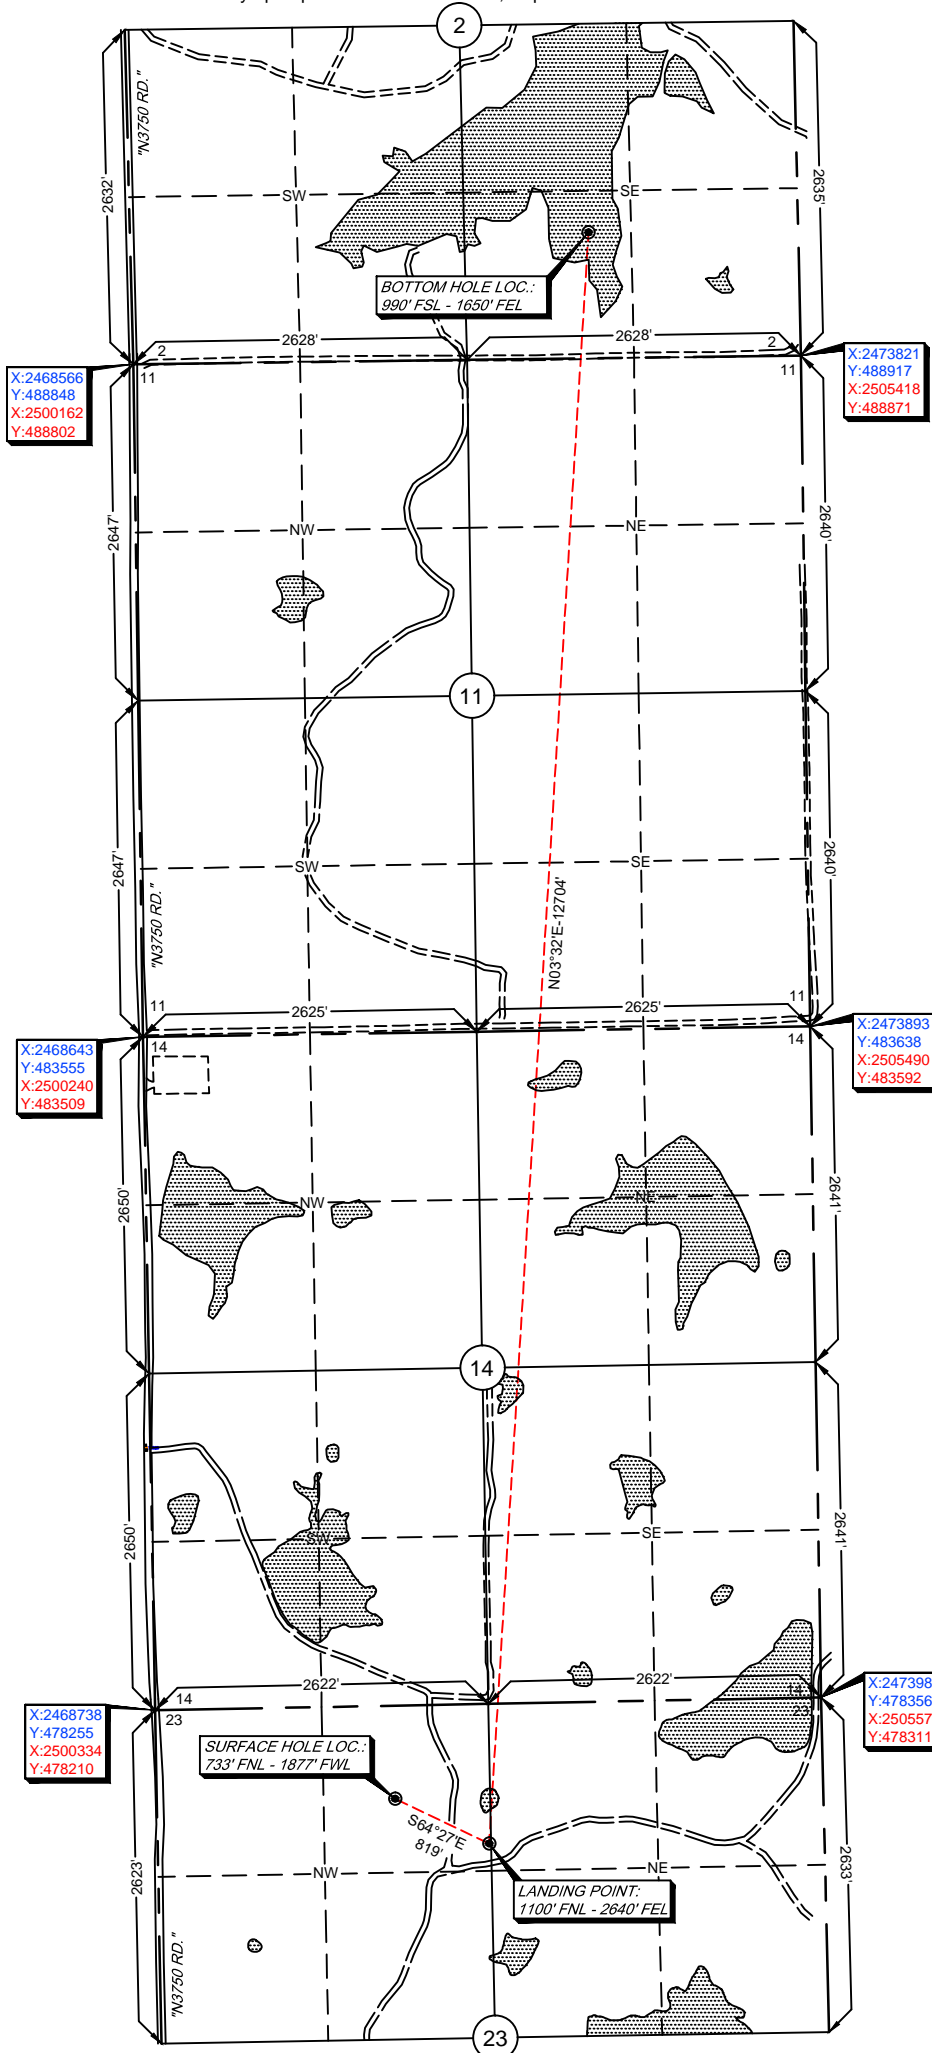 2
"N3750 RD."
2632'
2635'
SW
SE
BOTTOM HOLE LOC.:
990' FSL - 1650' FEL
2628'
2628'
2
2
11
11
X:2468566
Y:488848
X:2500162
Y:488802
X:2473821
Y:488917
X:2505418
Y:488871
2647'
2640'
NW
NE
11
2647'
2640'
SW
SE
"N3750 RD."
N03°32'E-12704'
2625'
2625'
11
11
14
14
X:2468643
Y:483555
X:2500240
Y:483509
X:2473893
Y:483638
X:2505490
Y:483592
2650'
2641'
NW
NE
14
2650'
2641'
SW
SE
2622'
2622'
14
14
23
23
X:2468738
Y:478255
X:2500334
Y:478210
X:247398
Y:478356
X:250557
Y:478311
SURFACE HOLE LOC.:
733' FNL - 1877' FWL
S64°27'E
819'
2623'
2633'
NW
NE
LANDING POINT:
1100' FNL - 2640' FEL
"N3750 RD."
23